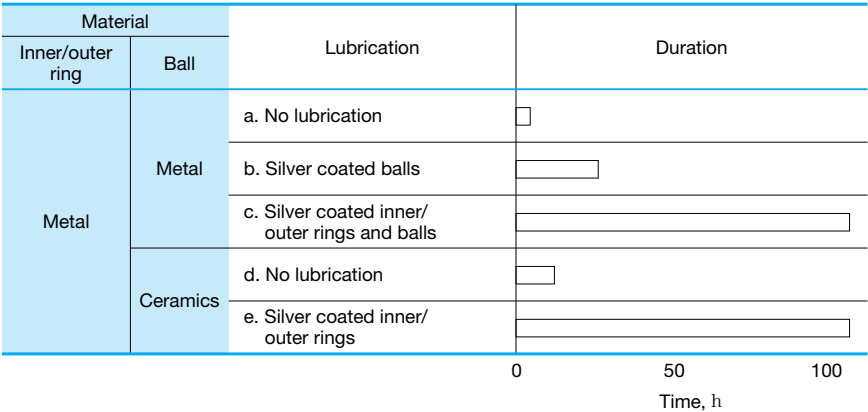 Material
Inner/outer
ring
Ball
Lubrication
Duration
Metal
Metal
a. No lubrication
b. Silver coated balls
c. Silver coated inner/
outer rings and balls
Ceramics
d. No lubrication
e. Silver coated inner/
outer rings
0
50
100
Time, h